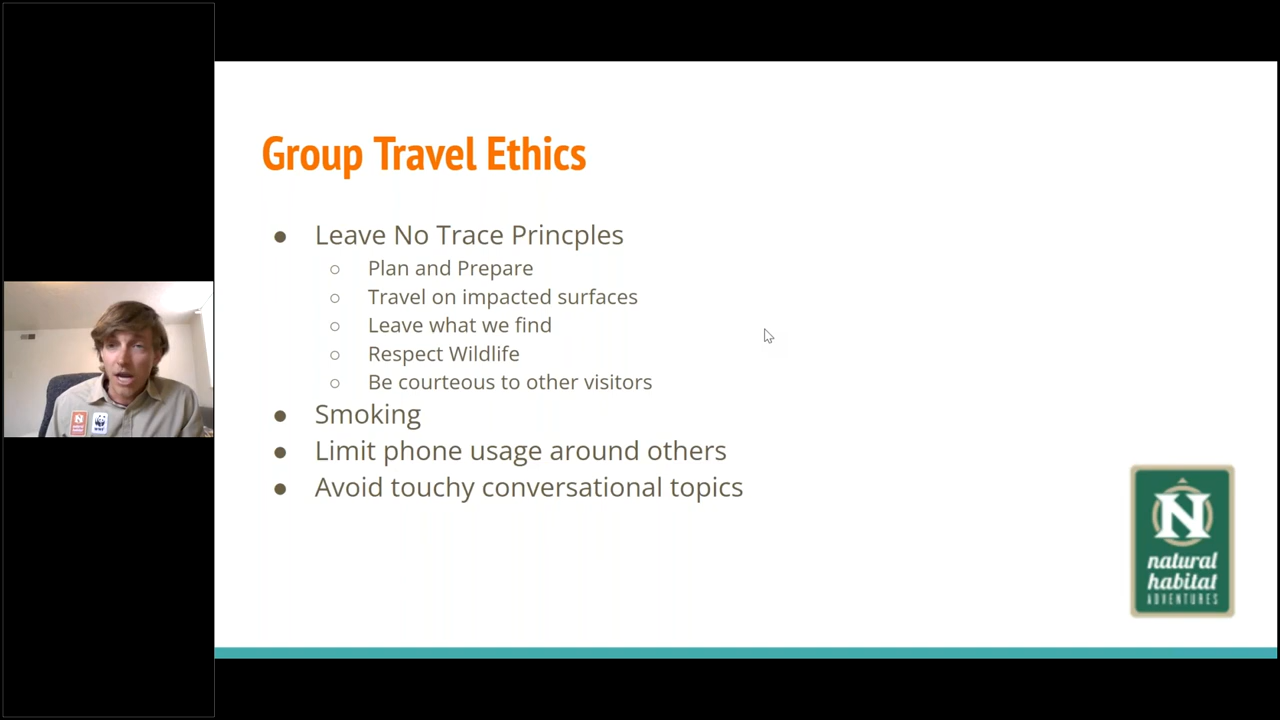 Group Travel Ethics
● Leave No Trace Princples
○ Plan and Prepare
○ Travel on impacted surfaces
○ Leave what we find
○ Respect Wildlife
○ Be courteous to other visitors
● Smoking
● Limit phone usage around others
● Avoid touchy conversational topics
N
natural
habitat
ADVENTURES
N
WWF